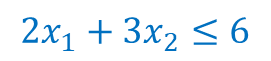 2x₁ + 3x₂ ≤ 6